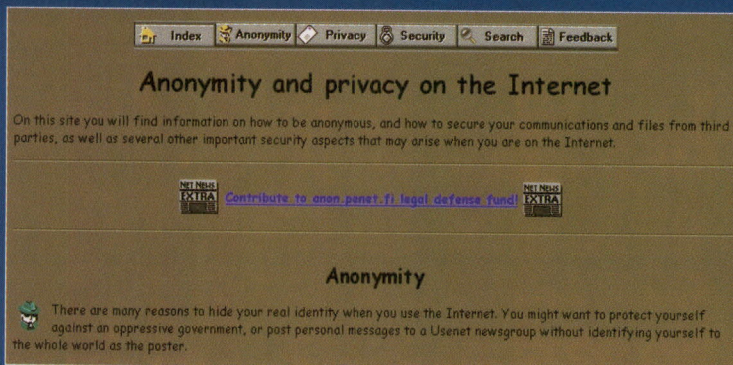 Index Anonymity Privacy Security Search Feedback
Anonymity and privacy on the Internet
On this site you will find information on how to be anonymous, and how to secure your communications and files from third
parties, as well as several other important security aspects that may arise when you are on the Internet.
NET NEWS EXTRA Contribute to anon.penet.fi legal defense fund! NET NEWS EXTRA
Anonymity
There are many reasons to hide your real identity when you use the Internet. You might want to protect yourself
against an oppressive government, or post personal messages to a Usenet newsgroup without identifying yourself to
the whole world as the poster.